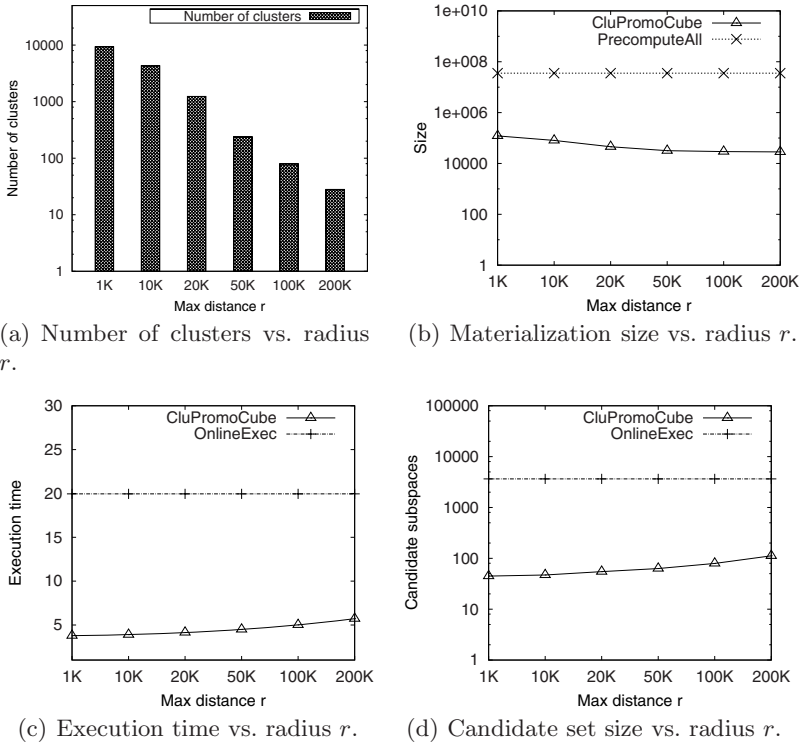 Number of clusters
10000
1000
100
10
1
Number of clusters
1K 10K 20K 50K 100K 200K
Max distance r
(a) Number of clusters vs. radius
r.
CluPromoCube
PrecomputeAll
1e+010
1e+008
1e+006
10000
100
1
Size
1K 10K 20K 50K 100K 200K
Max distance r
(b) Materialization size vs. radius r.
CluPromoCube
OnlineExec
30
25
20
15
10
5
Execution time
1K 10K 20K 50K 100K 200K
Max distance r
(c) Execution time vs. radius r.
CluPromoCube
OnlineExec
100000
10000
1000
100
10
1
Candidate subspaces
1K 10K 20K 50K 100K 200K
Max distance r
(d) Candidate set size vs. radius r.